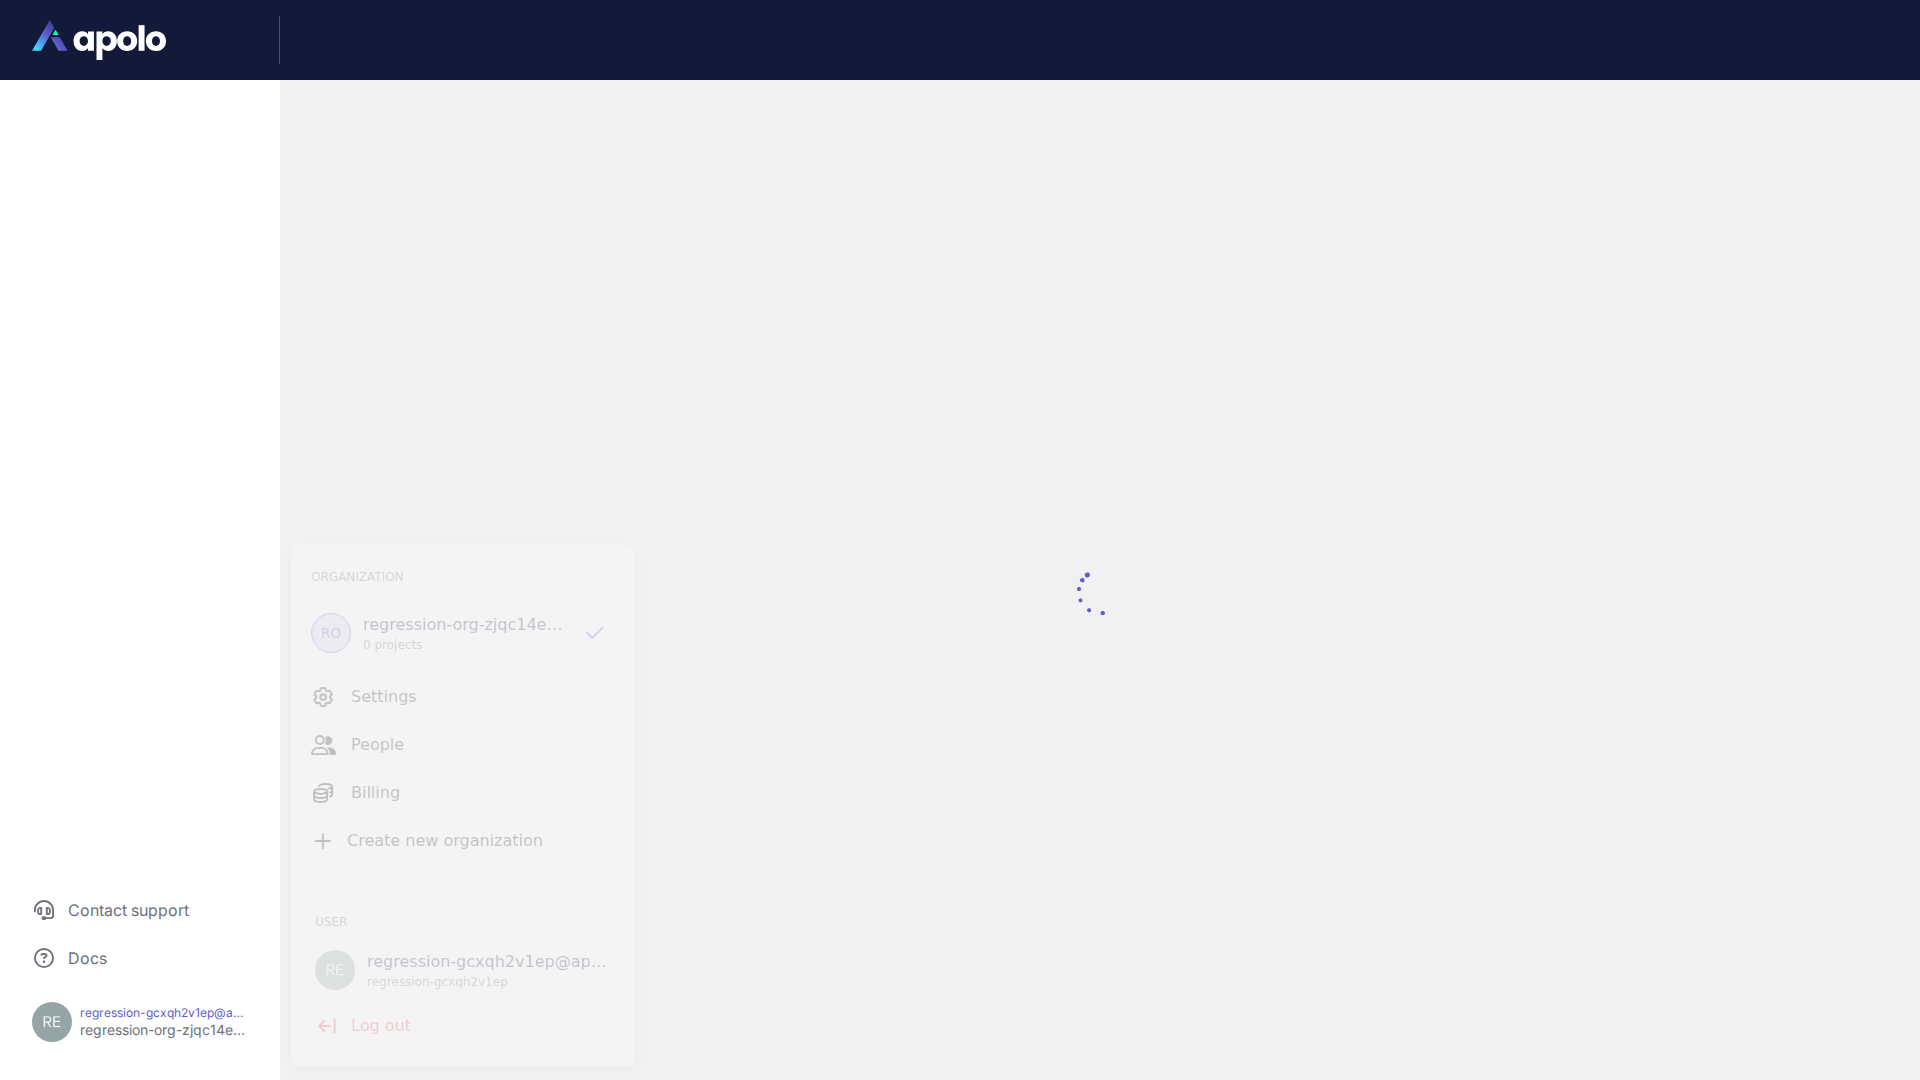 apolo
ORGANIZATION
RO
regression-org-zjqc14e...
0 projects
Settings
People
Billing
Create new organization
USER
RE
regression-gcxqh2v1ep@ap...
regression-gcxqh2v1ep
Log out
Contact support
Docs
RE
regression-gcxqh2v1ep@a...
regression-org-zjqc14e...